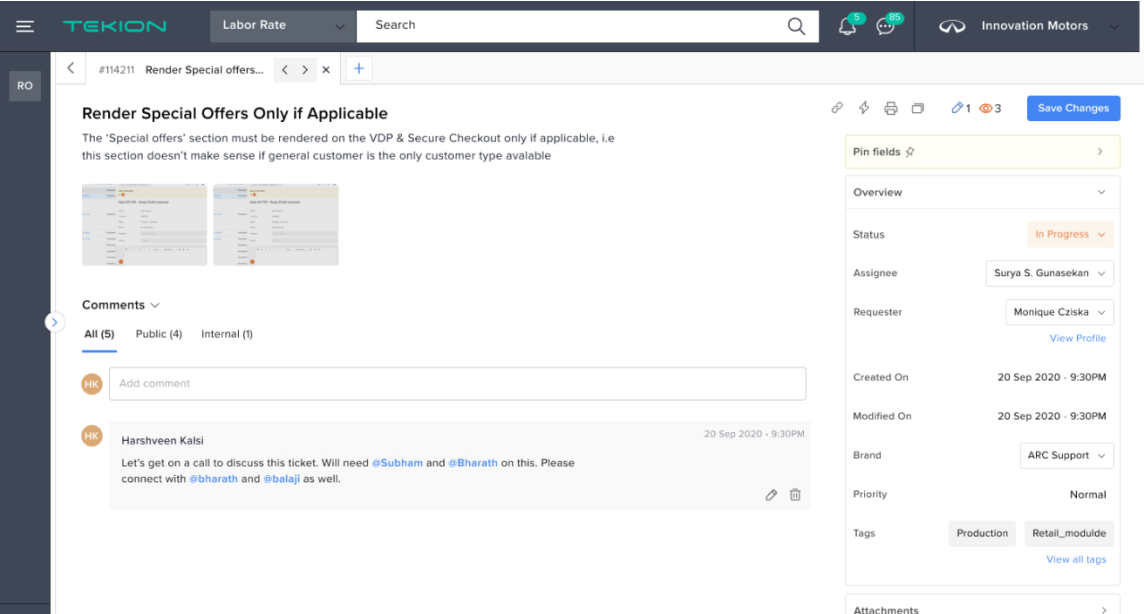 TEKION
Labor Rate
Search
5
85
Innovation Motors
RO
#114211 Render Special offers...
Render Special Offers Only if Applicable
1
3
Save Changes
The ‘Special offers’ section must be rendered on the VDP & Secure Checkout only if applicable, i.e
this section doesn't make sense if general customer is the only customer type avalable
Pin fields
Overview
Status
In Progress
Assignee
Surya S. Gunasekan
Requester
Monique Cziska
View Profile
Created On
20 Sep 2020 - 9:30PM
Modified On
20 Sep 2020 - 9:30PM
Brand
ARC Support
Priority
Normal
Tags
Production
Retail_modulde
View all tags
Attachments
Comments
All (5)
Public (4)
Internal (1)
HK
Add comment
HK
Harshveen Kalsi
20 Sep 2020 - 9:30PM
Let's get on a call to discuss this ticket. Will need @Subham and @Bharath on this. Please
connect with @bharath and @balaji as well.